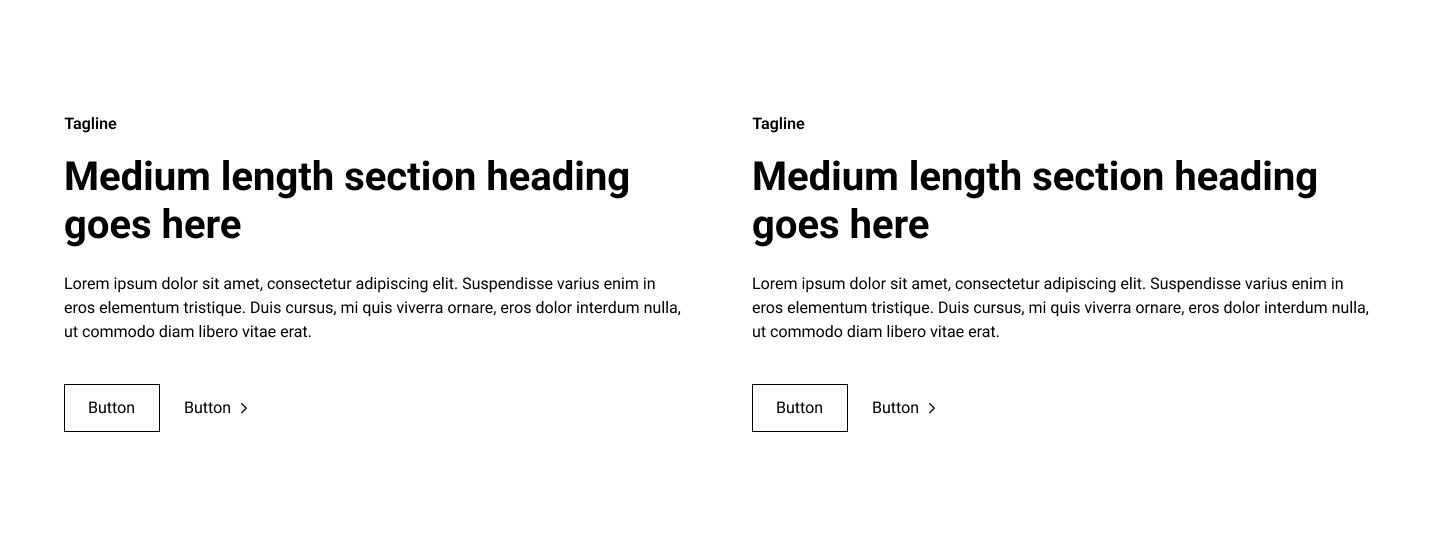 Tagline
Medium length section heading
goes here
Lorem ipsum dolor sit amet, consectetur adipiscing elit. Suspendisse varius enim in
eros elementum tristique. Duis cursus, mi quis viverra ornare, eros dolor interdum nulla,
ut commodo diam libero vitae erat.
Button
Button
Tagline
Medium length section heading
goes here
Lorem ipsum dolor sit amet, consectetur adipiscing elit. Suspendisse varius enim in
eros elementum tristique. Duis cursus, mi quis viverra ornare, eros dolor interdum nulla,
ut commodo diam libero vitae erat.
Button
Button